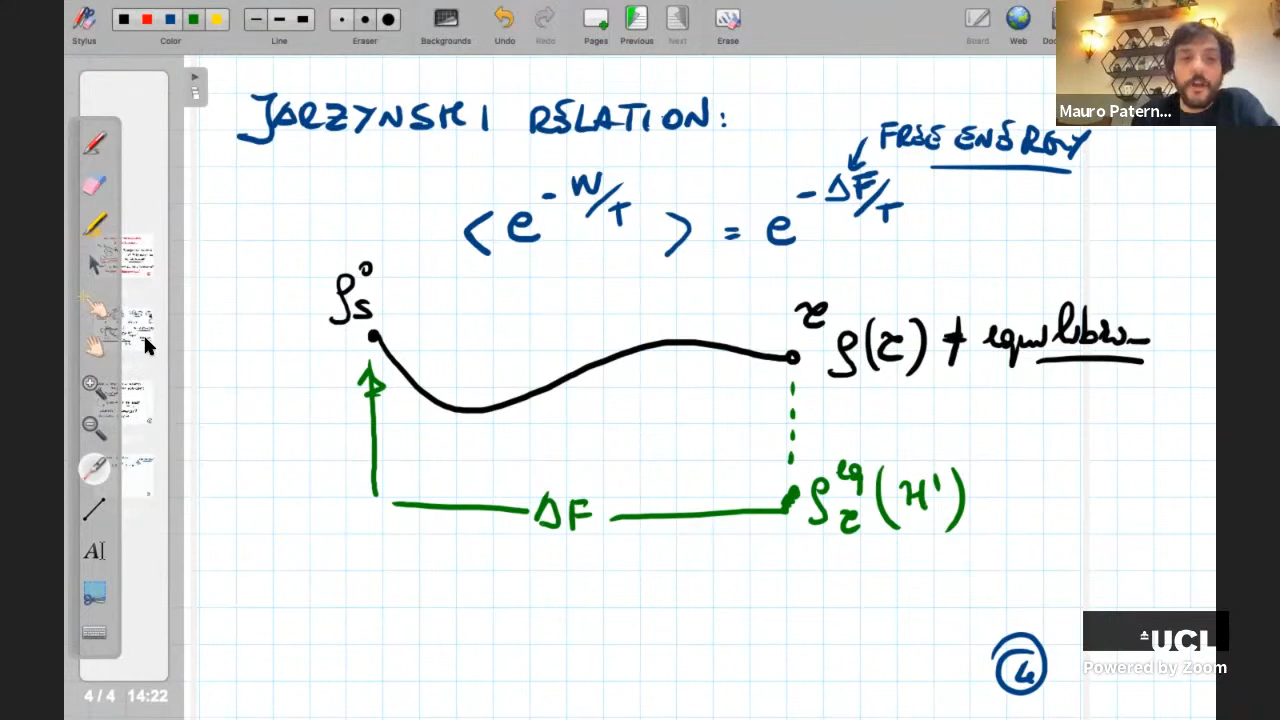 Stylus Color Line Eraser Backgrounds Undo Redo Pages Previous Next Erase Board Web
Mauro Patern...
JARZYNSKI RELATION:
FREE ENERGY
< e^{-W/T} > = e^{-ΔF/T}
ρ_S^0
τ ρ(τ) ≠ equilibrium
ΔF ρ_τ^{eq}(H')
AI
4 / 4 14:22
4
UCL
Powered by Zoom